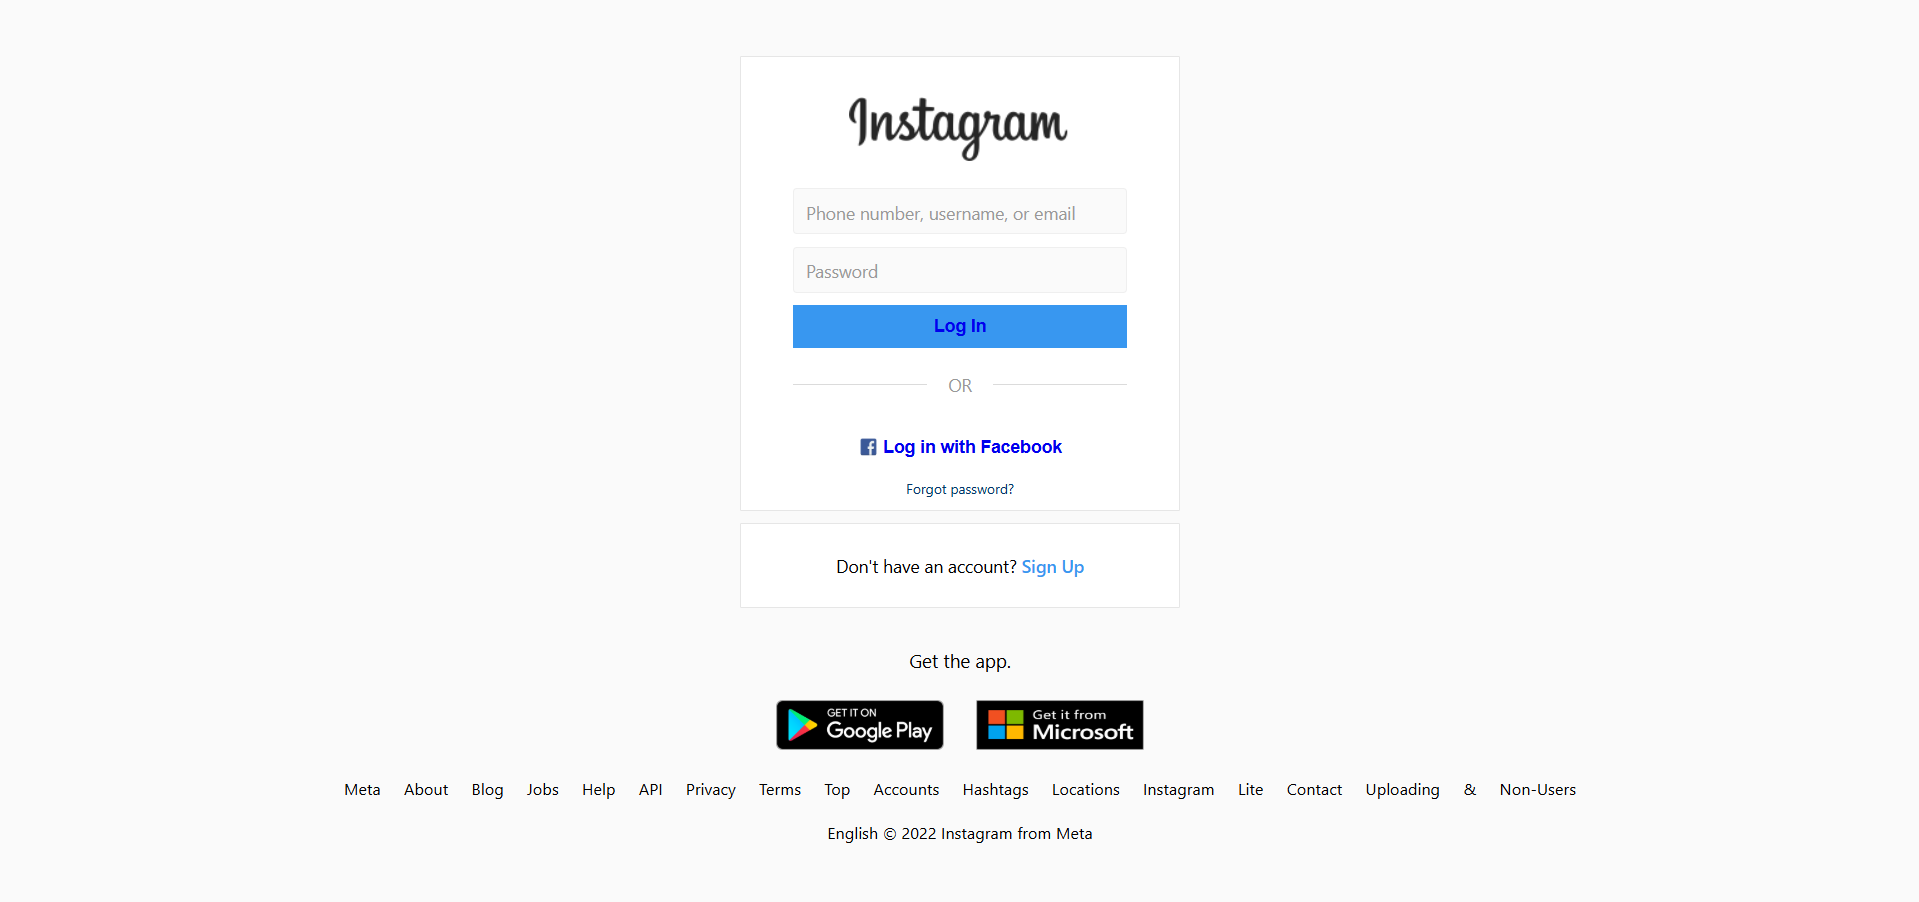 Instagram
Phone number, username, or email
Password
Log In
OR
Log in with Facebook
Forgot password?
Don't have an account? Sign Up
Get the app.
GET IT ON
Google Play
Get it from
Microsoft
Meta About Blog Jobs Help API Privacy Terms Top Accounts Hashtags Locations Instagram Lite Contact Uploading & Non-Users
English © 2022 Instagram from Meta